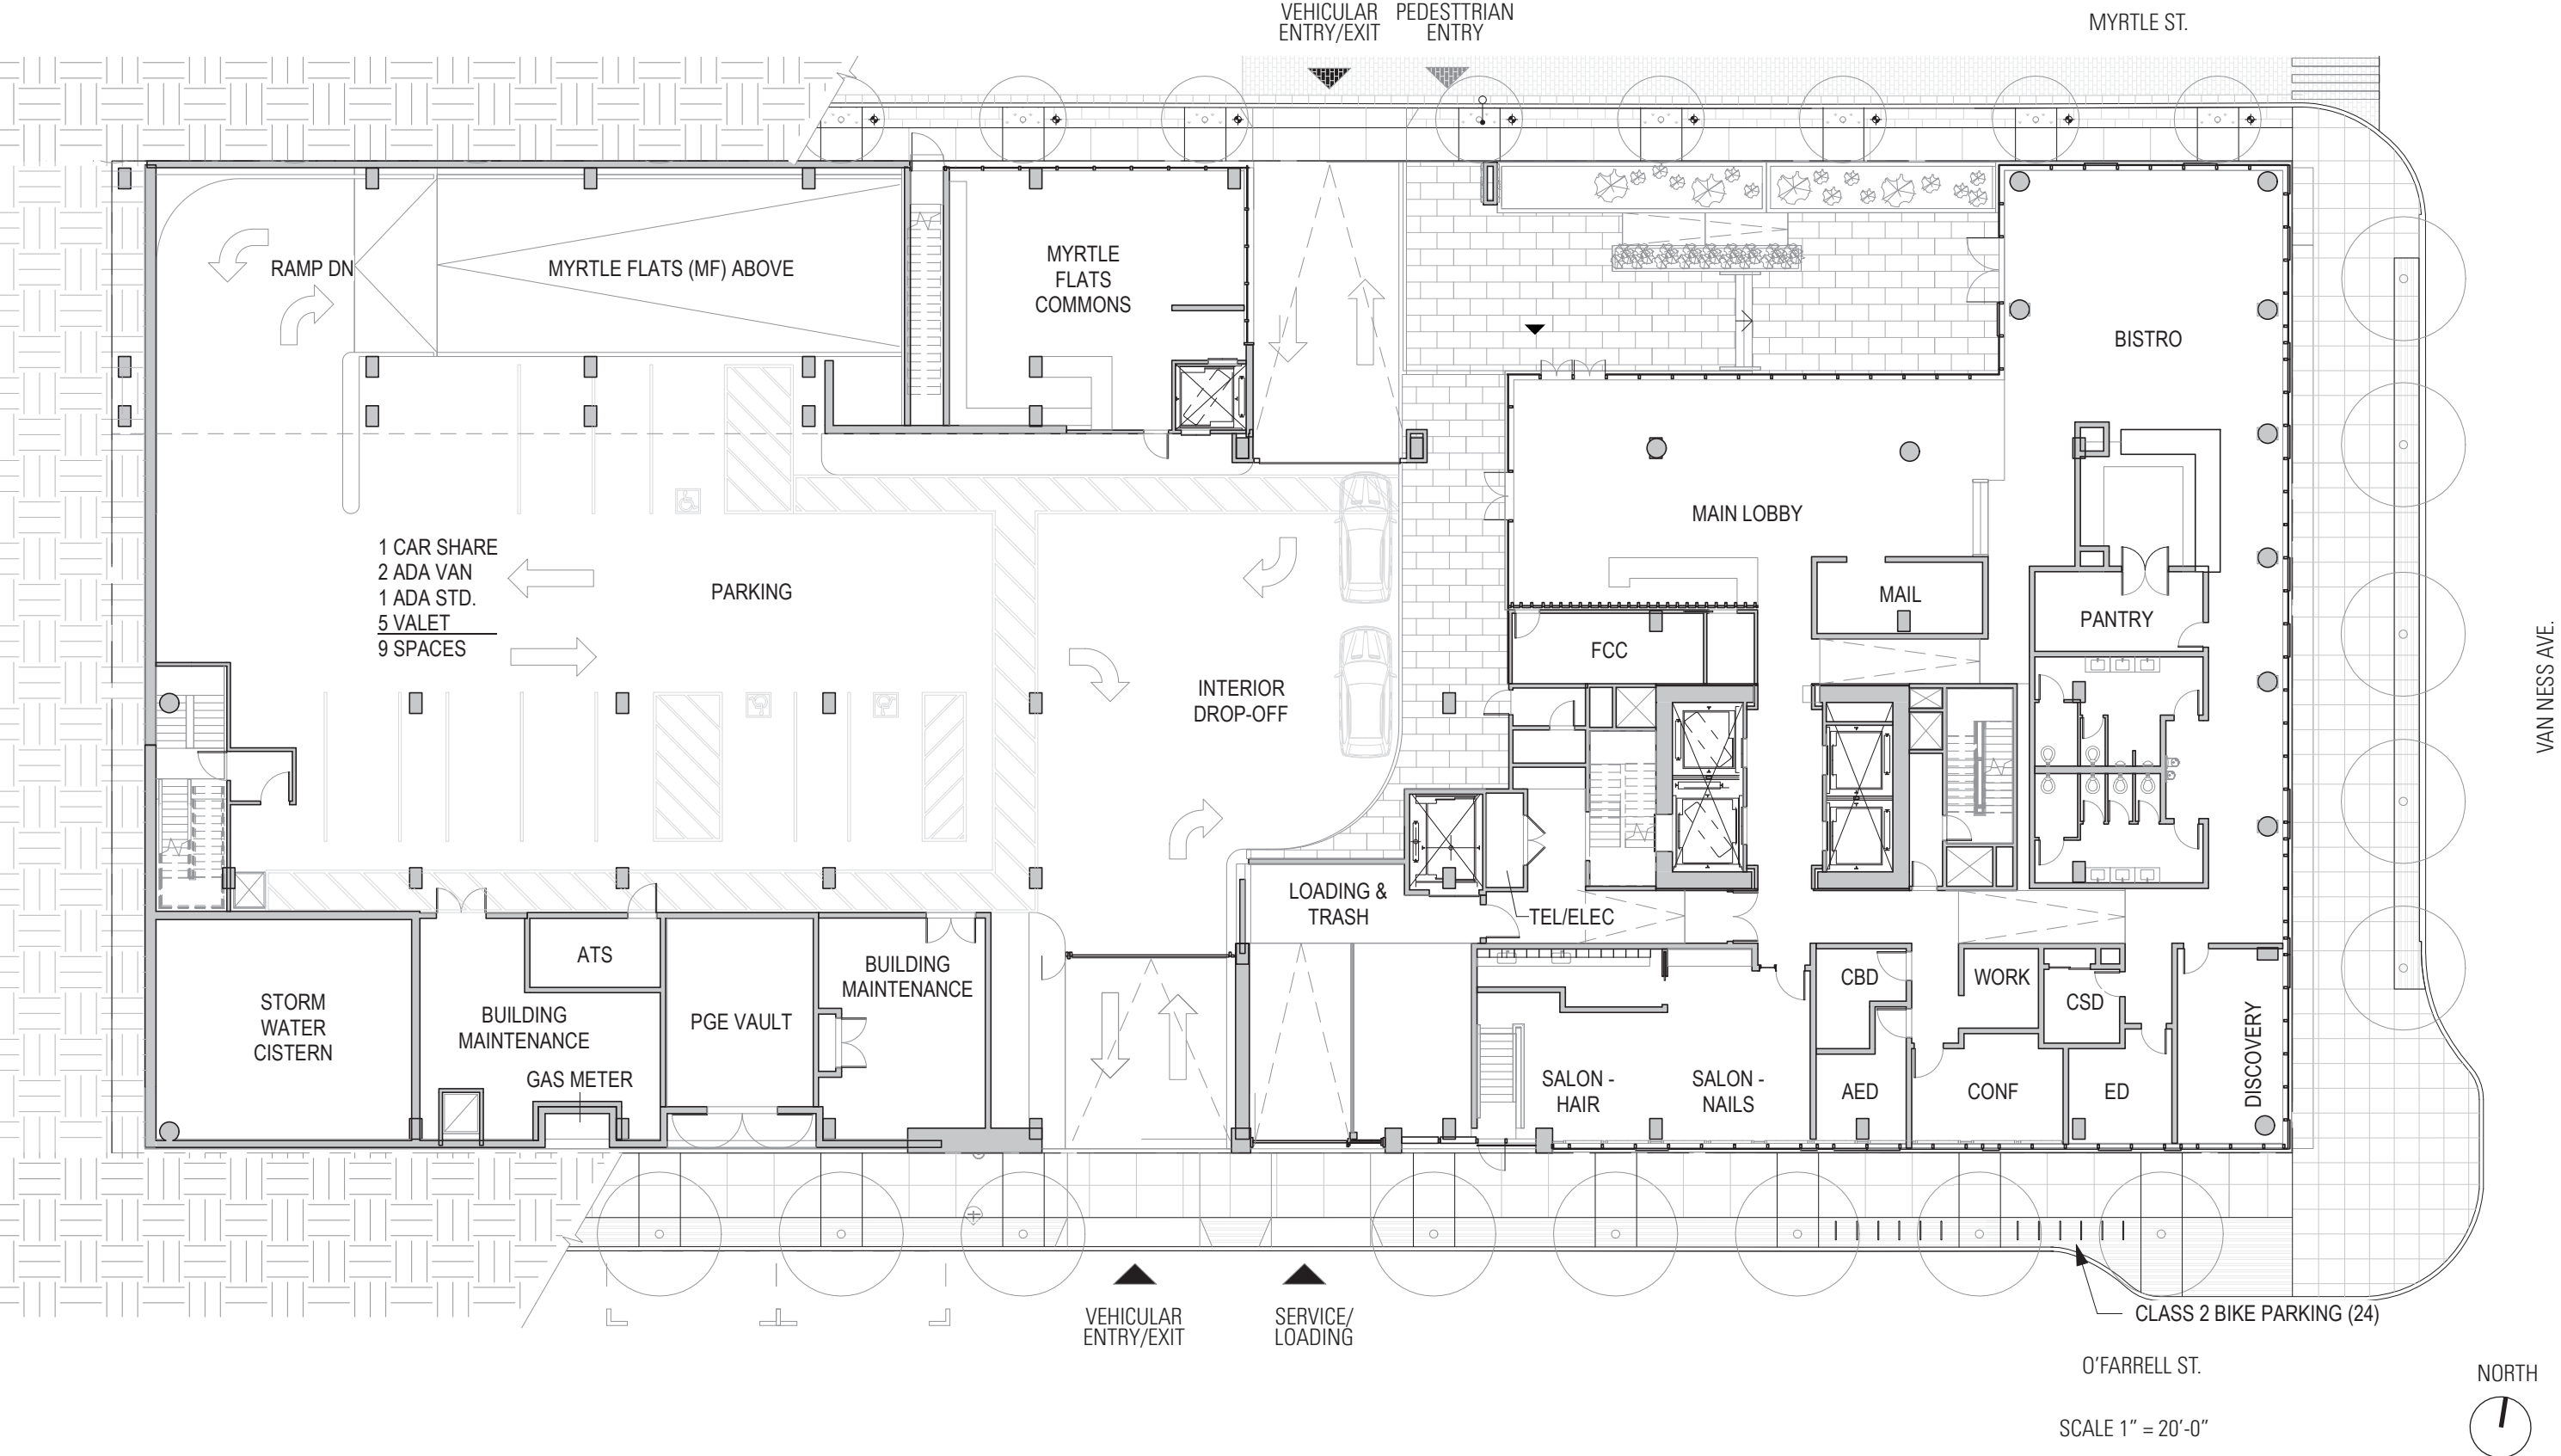 VEHICULAR
ENTRY/EXIT
PEDESTTRIAN
ENTRY
MYRTLE ST.
RAMP DN
MYRTLE FLATS (MF) ABOVE
MYRTLE
FLATS
COMMONS
BISTRO
MAIN LOBBY
1 CAR SHARE
2 ADA VAN
1 ADA STD.
5 VALET
9 SPACES
PARKING
MAIL
PANTRY
FCC
INTERIOR
DROP-OFF
VAN NESS AVE.
LOADING &
TRASH
TEL/ELEC
ATS
BUILDING
MAINTENANCE
STORM
WATER
CISTERN
BUILDING
MAINTENANCE
PGE VAULT
GAS METER
CBD
WORK
CSD
DISCOVERY
SALON -
HAIR
SALON -
NAILS
AED
CONF
ED
VEHICULAR
ENTRY/EXIT
SERVICE/
LOADING
CLASS 2 BIKE PARKING (24)
O'FARRELL ST.
NORTH
SCALE 1” = 20’-0”